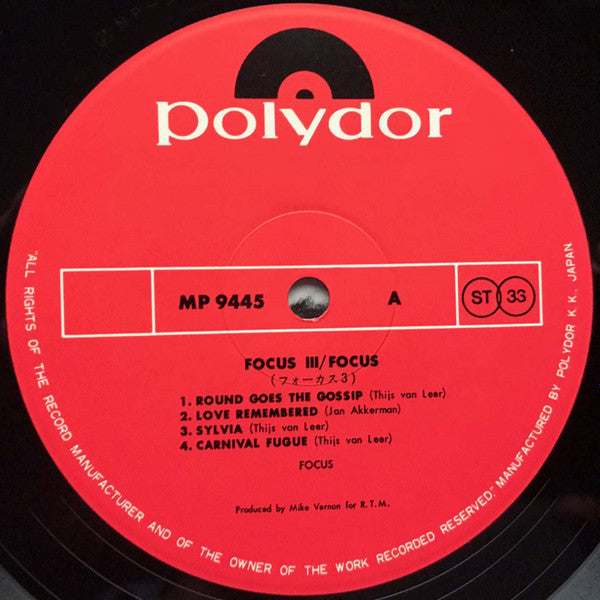 polydor
MP 9445 A ST 33
FOCUS III/FOCUS
(フォーカス3)
1. ROUND GOES THE GOSSIP (Thijs van Leer)
2. LOVE REMEMBERED (Jan Akkerman)
3. SYLVIA (Thijs van Leer)
4. CARNIVAL FUGUE (Thijs van Leer)
FOCUS
Produced by Mike Vernon for R.T.M.
"ALL RIGHTS OF THE RECORD MANUFACTURER AND OF THE OWNER OF THE WORK RECORDED RESERVED." MANUFACTURED BY POLYDOR K.K., JAPAN